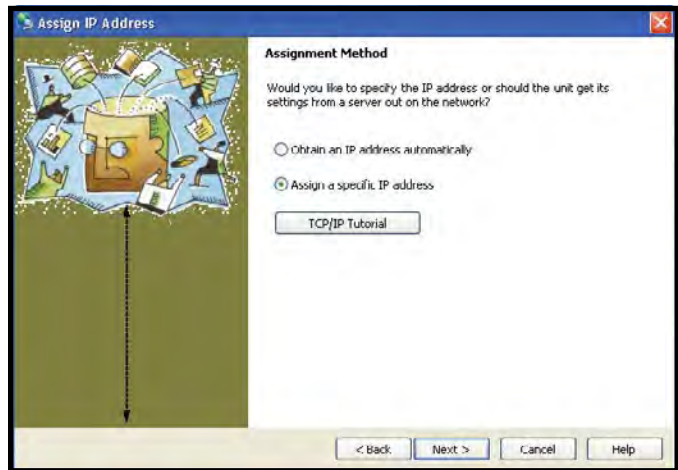 Assign IP Address
Assignment Method
Would you like to specify the IP address or should the unit get its
settings from a server out on the network?
Obtain an IP address automatically
Assign a specific IP address
TCP/IP Tutorial
< Back
Next >
Cancel
Help